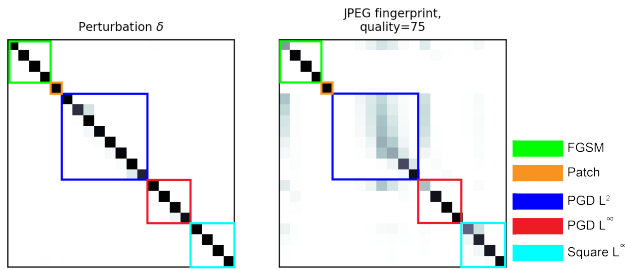 Perturbation δ
JPEG fingerprint,
quality=75
FGSM
Patch
PGD L²
PGD L∞
Square L∞